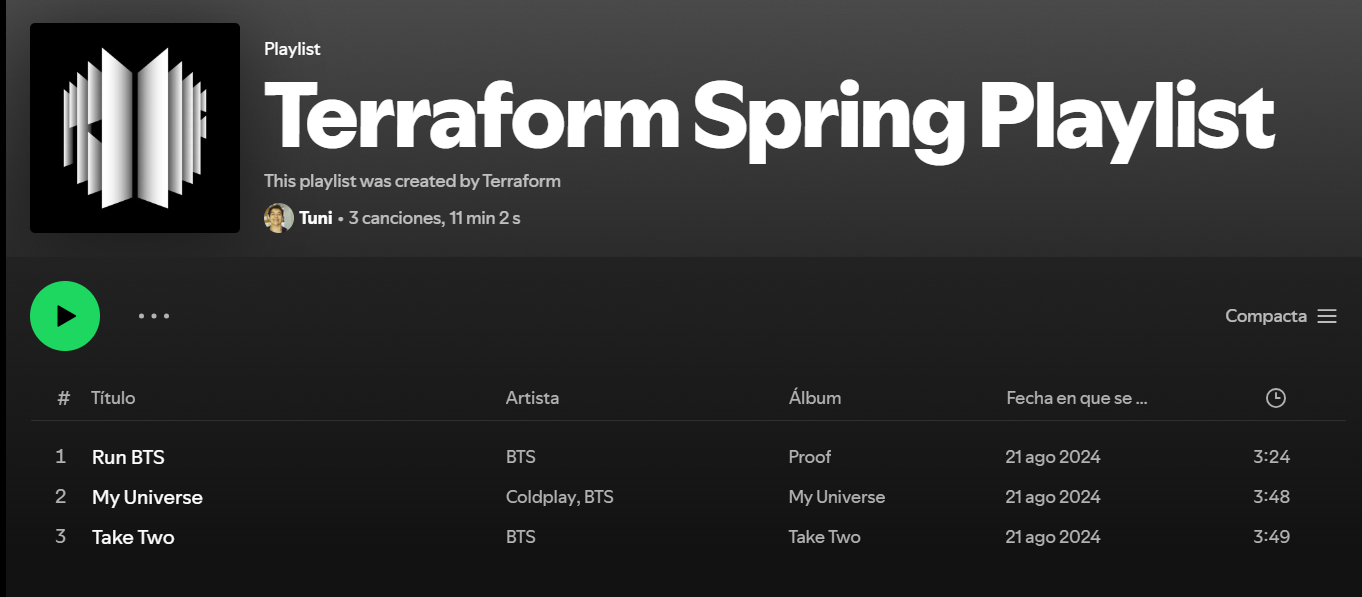 Playlist
Terraform Spring Playlist
This playlist was created by Terraform
Tuni • 3 canciones, 11 min 2 s
Compacta
# Título Artista Álbum Fecha en que se ...
1 Run BTS BTS Proof 21 ago 2024 3:24
2 My Universe Coldplay, BTS My Universe 21 ago 2024 3:48
3 Take Two BTS Take Two 21 ago 2024 3:49